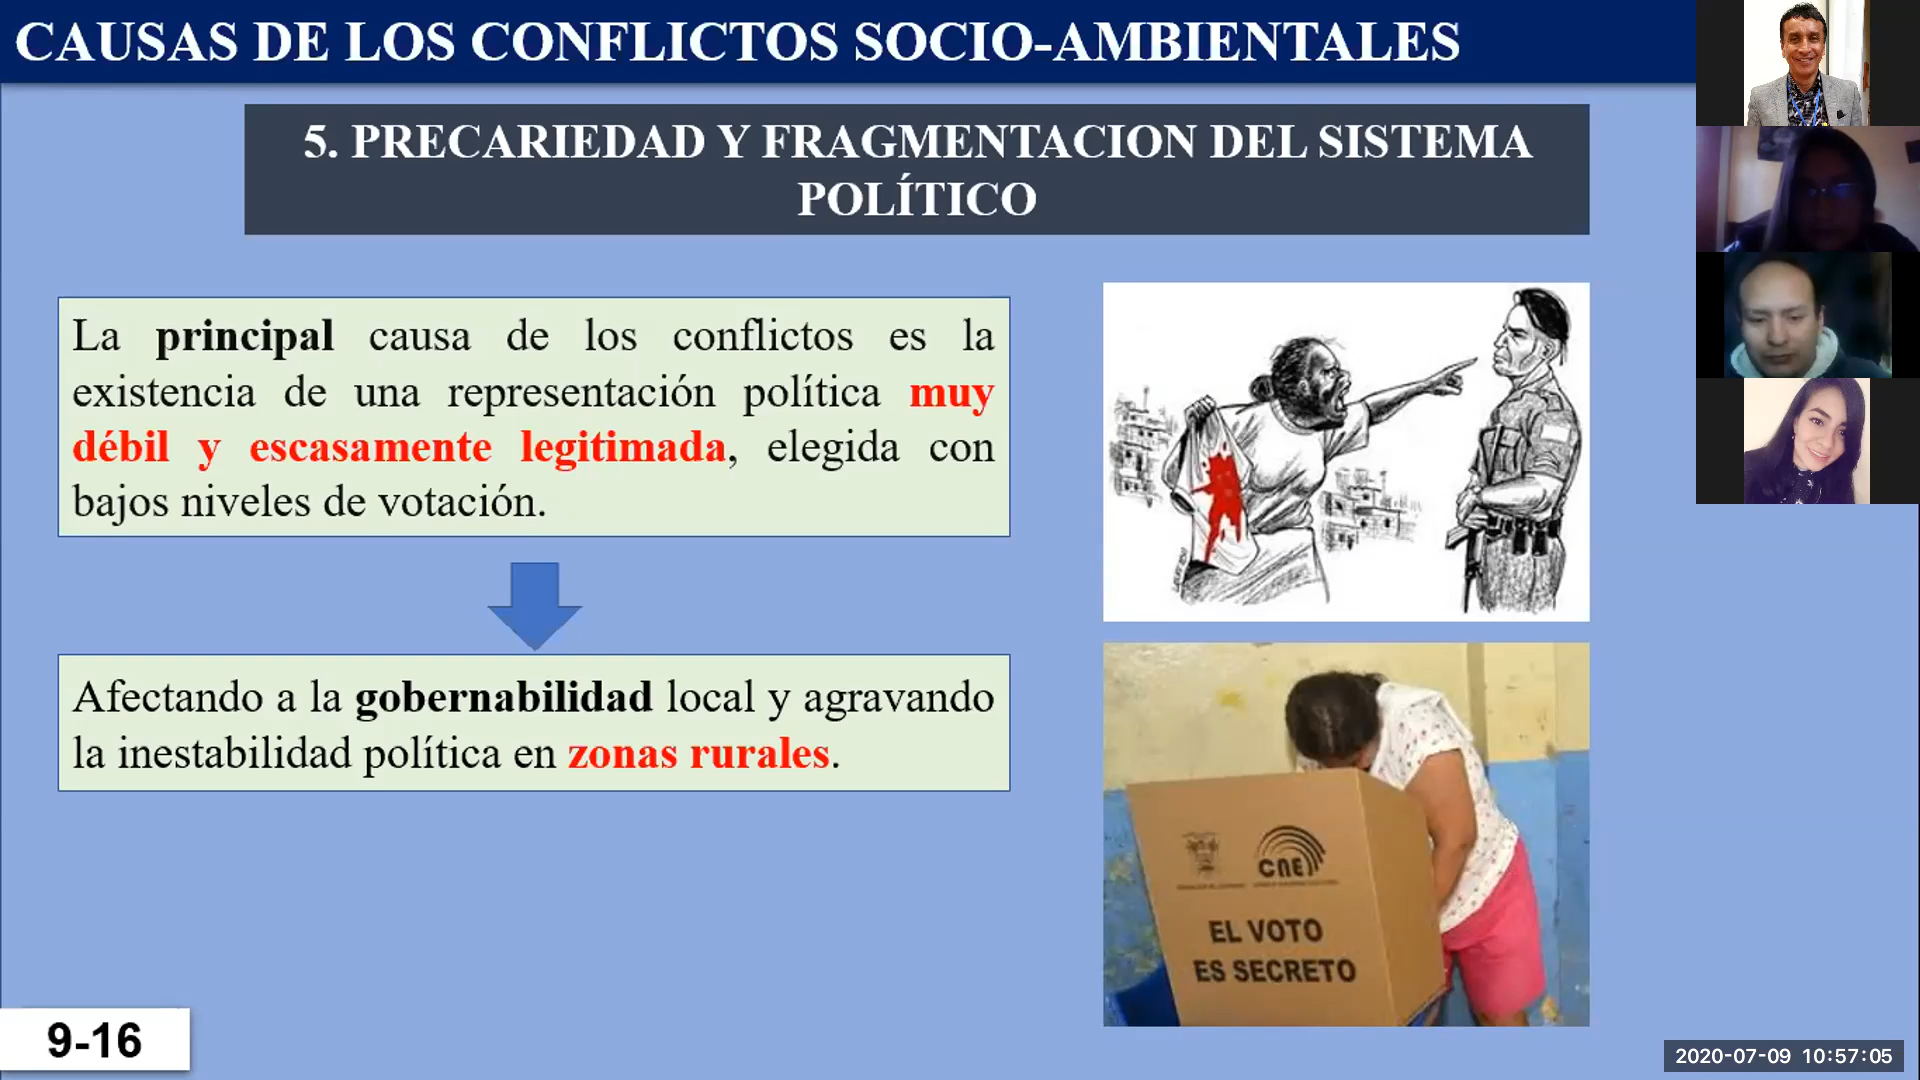 CAUSAS DE LOS CONFLICTOS SOCIO-AMBIENTALES
5. PRECARIEDAD Y FRAGMENTACION DEL SISTEMA
POLÍTICO
La principal causa de los conflictos es la
existencia de una representación política muy
débil y escasamente legitimada, elegida con
bajos niveles de votación.
Afectando a la gobernabilidad local y agravando
la inestabilidad política en zonas rurales.
CNE
EL VOTO
ES SECRETO
9-16
2020-07-09 10:57:05